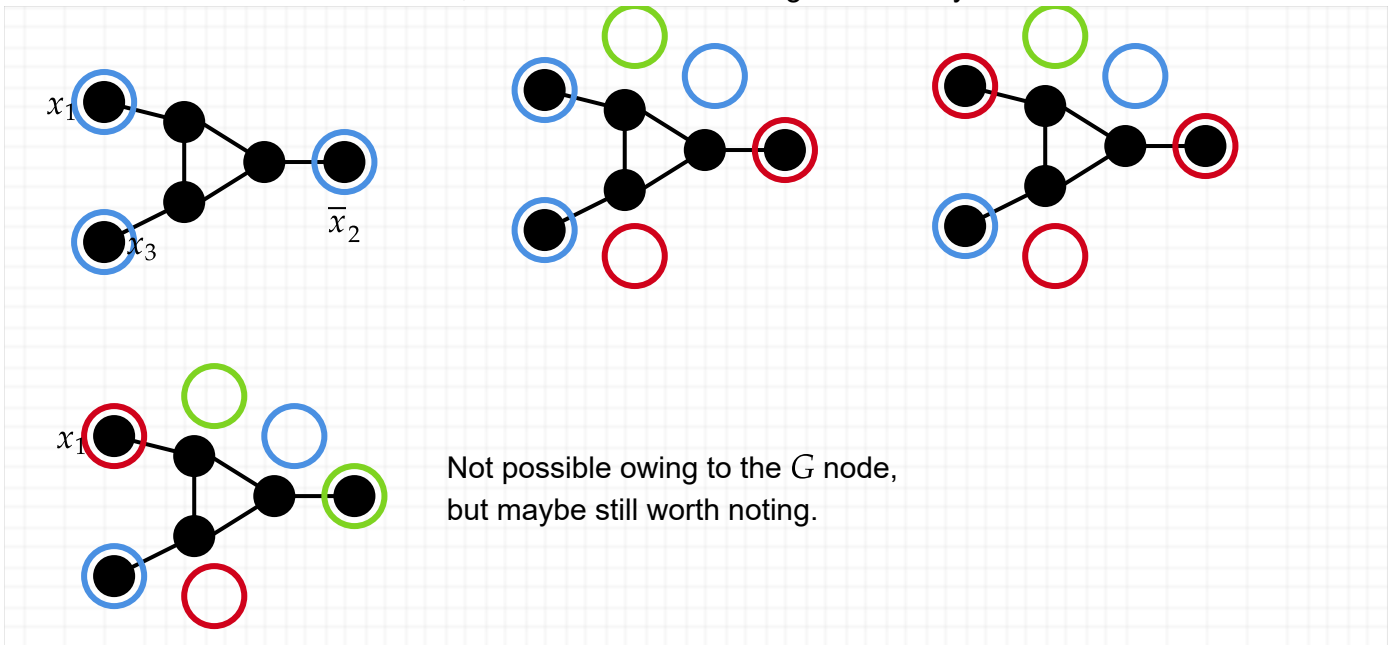 x₁
x₃
x̅₂
x₁
Not possible owing to the G node,
but maybe still worth noting.